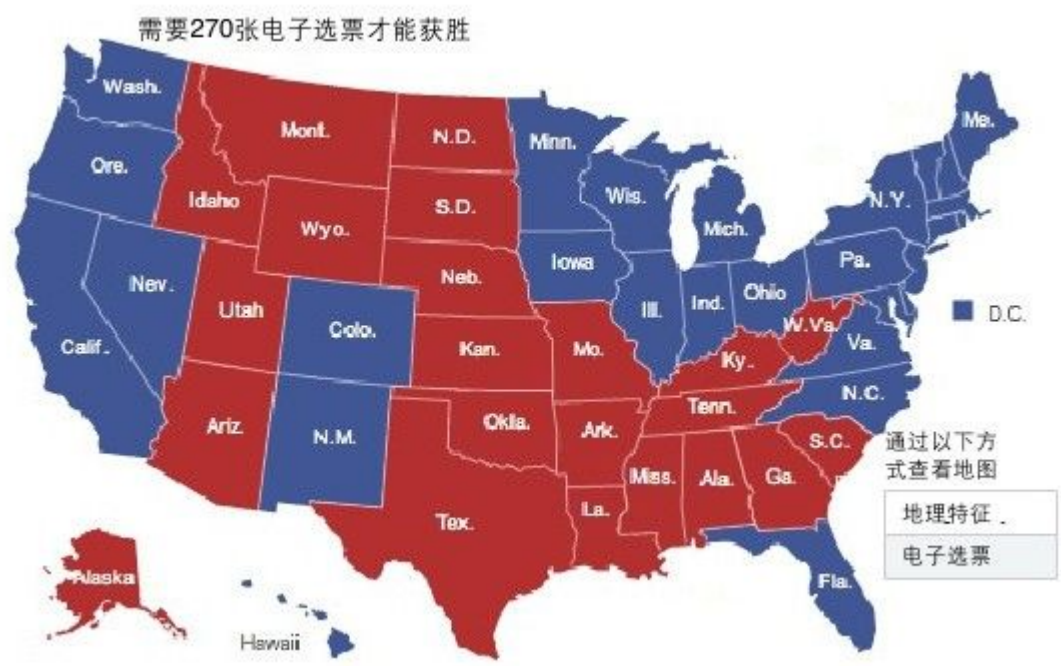 需要270张电子选票才能获胜
Wash.
Me.
Mont.
N.D.
Minn.
Ore.
Idaho
S.D.
Wis.
N.Y.
Wyo.
Mich.
Iowa
Pa.
Neb.
Nev.
Utah
Ill.
Ind.
Ohio
D.C.
Colo.
W.Va.
Calif.
Kan.
Mo.
Ky.
Va.
N.C.
Tenn.
Ariz.
N.M.
Okla.
Ark.
S.C.
通过以下方
式查看地图
Miss.
Ala.
Ga.
La.
Tex.
地理特征
电子选票
Alaska
Fla.
Hawaii